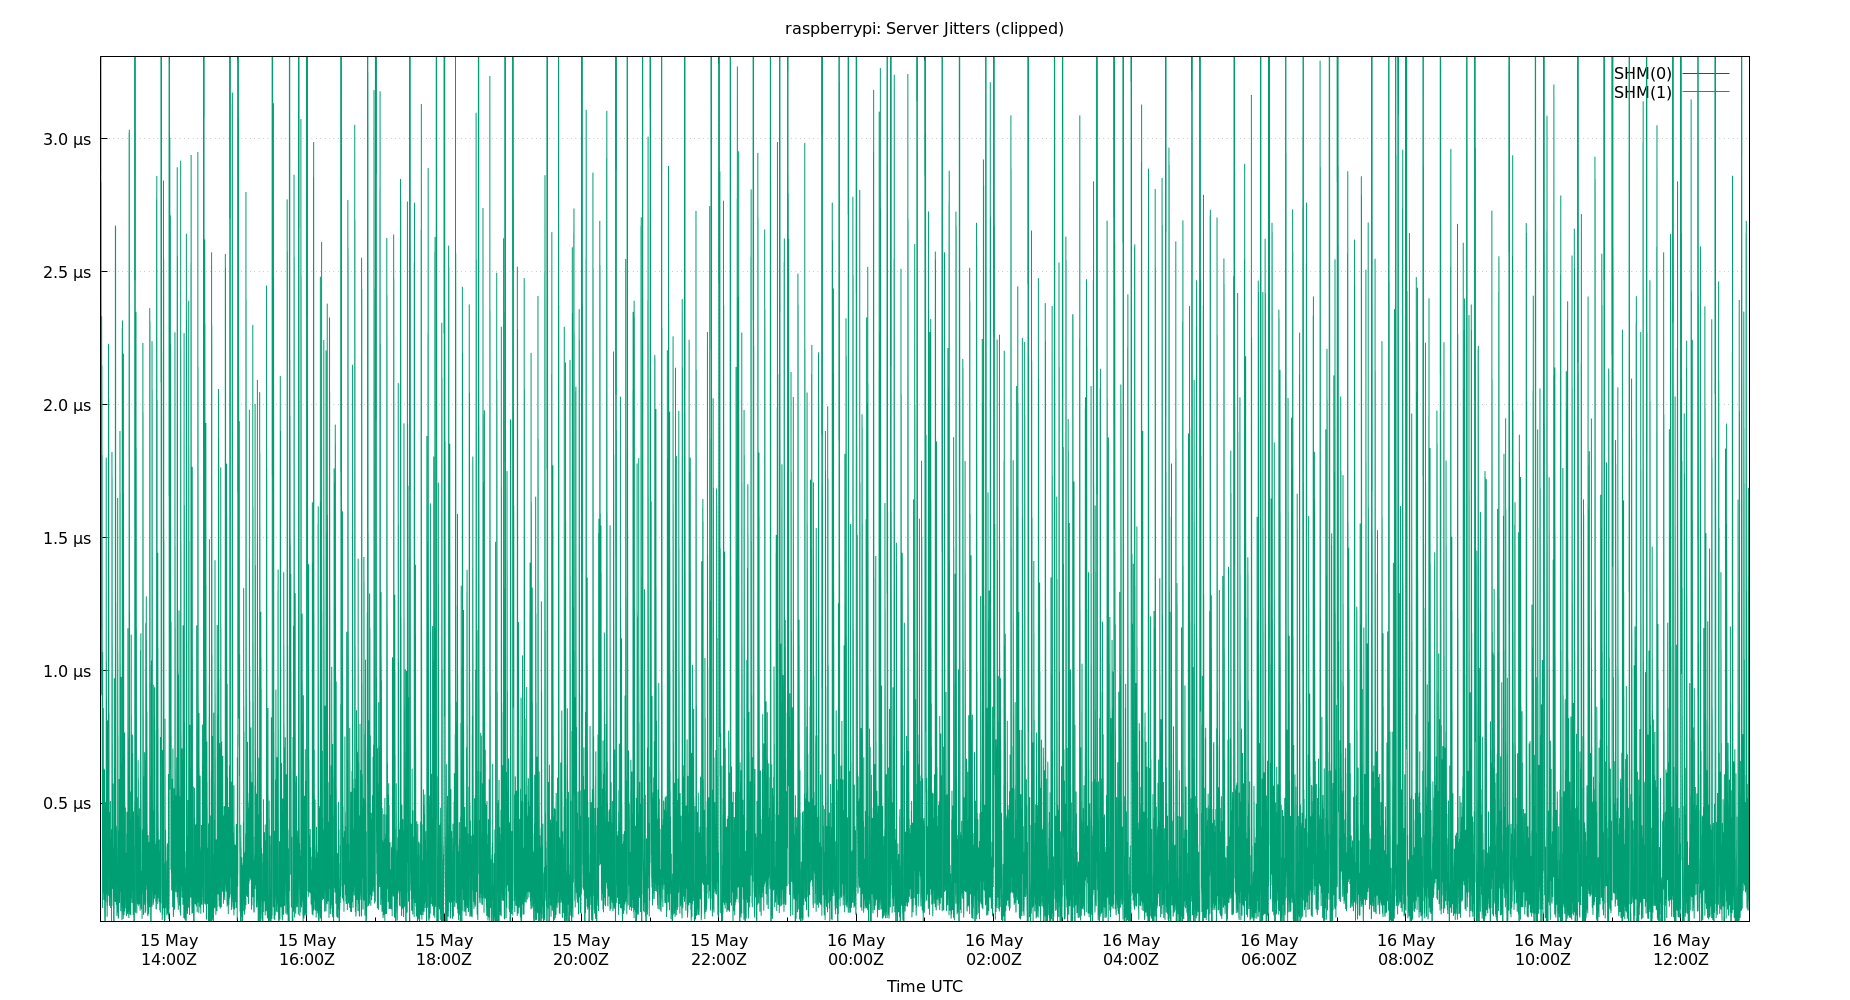 raspberrypi: Server Jitters (clipped)
SHM(0)
SHM(1)
3.0 µs
2.5 µs
2.0 µs
1.5 µs
1.0 µs
0.5 µs
15 May 15 May 15 May 15 May 15 May 16 May 16 May 16 May 16 May 16 May 16 May 16 May
14:00Z 16:00Z 18:00Z 20:00Z 22:00Z 00:00Z 02:00Z 04:00Z 06:00Z 08:00Z 10:00Z 12:00Z
Time UTC